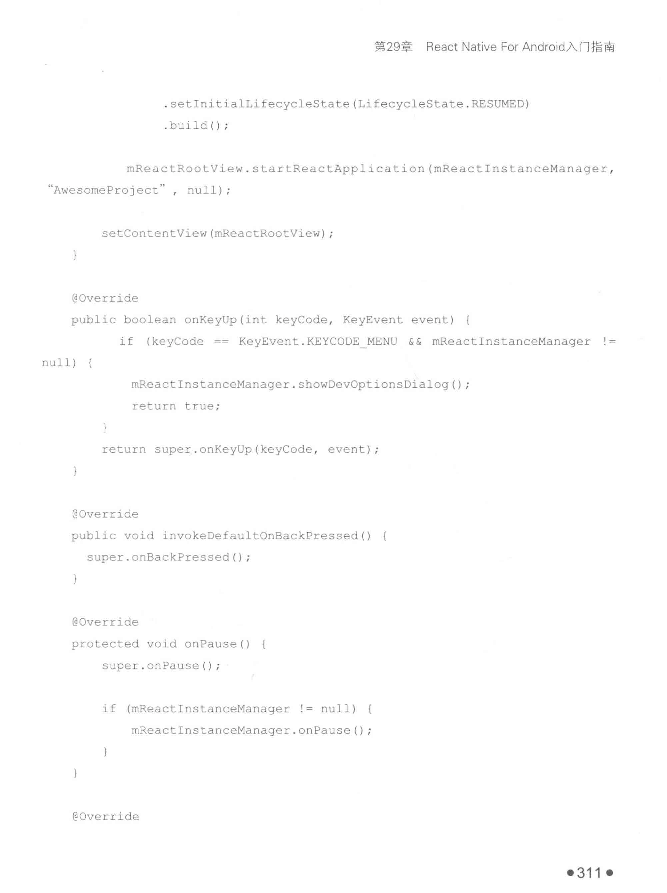 第29章 React Native For Android入门指南
.setInitialLifecycleState(LifecycleState.RESUMED)
.build();
mReactRootView.startReactApplication(mReactInstanceManager,
“AwesomeProject”, null);
setContentView(mReactRootView);
}
@Override
public boolean onKeyUp(int keyCode, KeyEvent event) {
if (keyCode == KeyEvent.KEYCODE_MENU && mReactInstanceManager !=
null) {
mReactInstanceManager.showDevOptionsDialog();
return true;
}
return super.onKeyUp(keyCode, event);
}
@Override
public void invokeDefaultOnBackPressed() {
super.onBackPressed();
}
@Override
protected void onPause() {
super.onPause();
if (mReactInstanceManager != null) {
mReactInstanceManager.onPause();
}
}
@Override
●311●